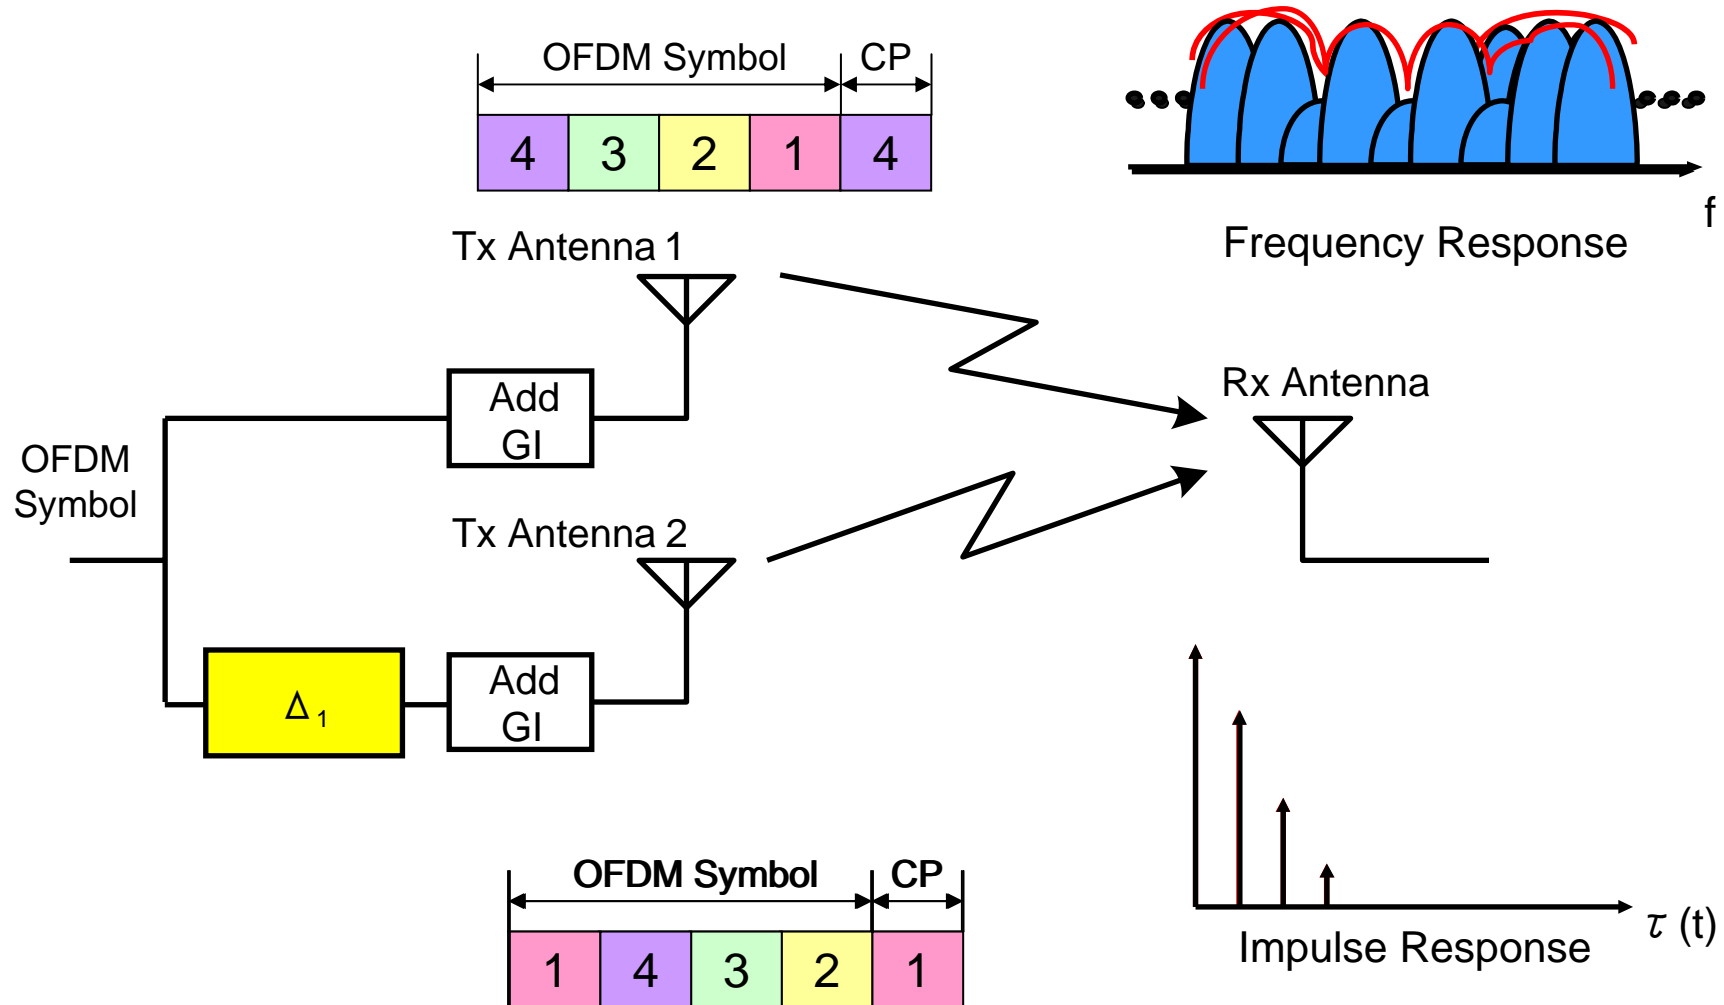 OFDM Symbol CP
4 3 2 1 4
f
Frequency Response
Tx Antenna 1
Add
GI
Rx Antenna
OFDM
Symbol
Tx Antenna 2
Δ 1
Add
GI
OFDM Symbol CP
1 4 3 2 1
τ (t)
Impulse Response